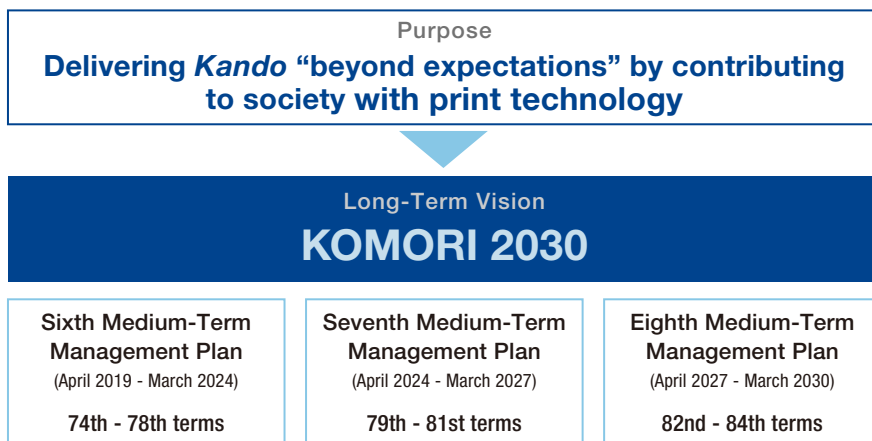 Purpose
Delivering Kando “beyond expectations” by contributing
to society with print technology
Long-Term Vision
KOMORI 2030
Sixth Medium-Term
Management Plan
(April 2019 - March 2024)
74th - 78th terms
Seventh Medium-Term
Management Plan
(April 2024 - March 2027)
79th - 81st terms
Eighth Medium-Term
Management Plan
(April 2027 - March 2030)
82nd - 84th terms